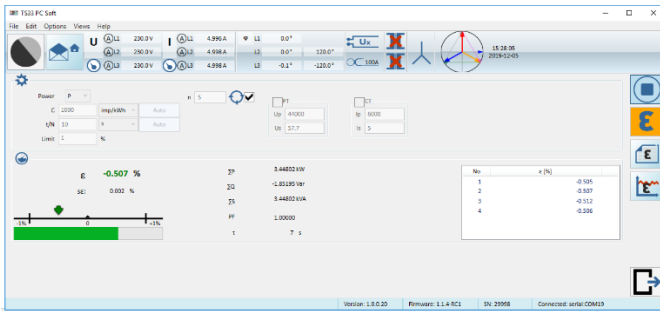 TS33 PC Soft
File Edit Options Views Help
U L1 230.0 V I L1 4.996 A φ L1 0.0°
L2 230.0 V L2 4.998 A L2 0.0° 120.0°
L3 230.0 V L3 4.998 A L3 -0.1° -120.0°
Ux
100A
15:28:05
2019-12-05
Power P
n 5
C 1000 imp/kWh Auto
t/N 10 s Auto
Limit 1 %
PT
Up 44000
Us 57.7
CT
Ip 6000
Is 5
ε -0.507 %
SE: 0.002 %
-1% 0 +1%
ΣP 3.44802 kW
ΣQ -1.83195 Var
ΣS 3.44802 kVA
PF 1.00000
t 7 s
No ε [%]
1 -0.505
2 -0.507
3 -0.512
4 -0.506
ε
ε
ε
Version: 1.0.0.20 Firmware: 1.1.4-RC1 SN: 29998 Connected: serial COM19